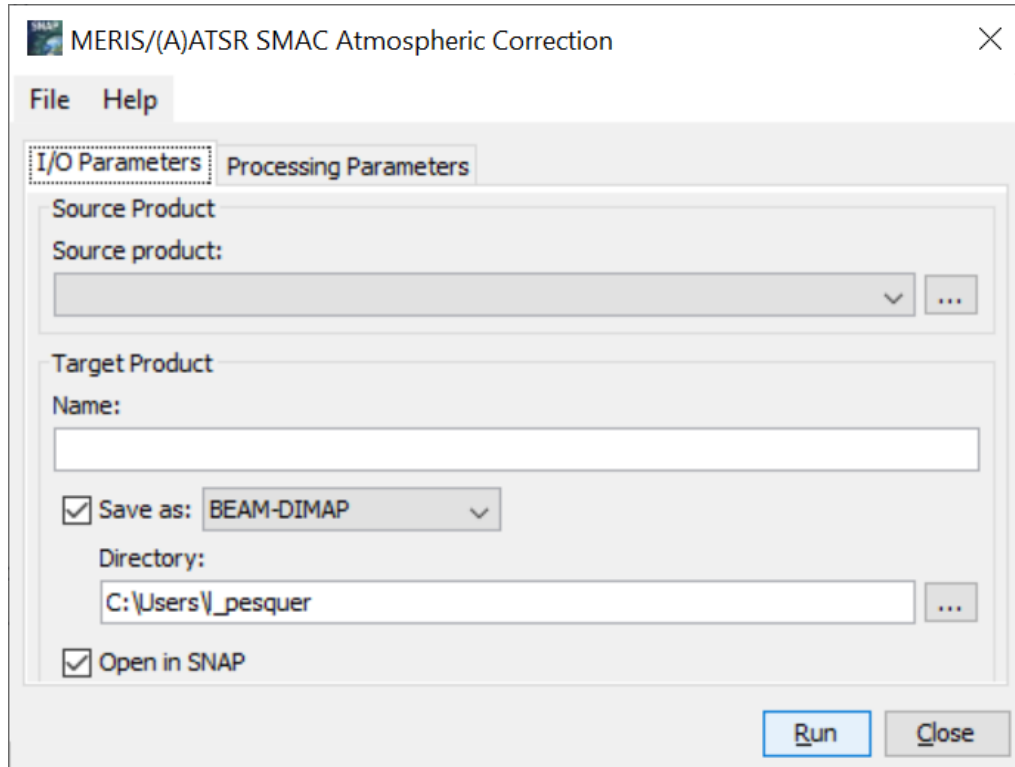 SNAP
MERIS/(A)ATSR SMAC Atmospheric Correction
File Help
I/O Parameters Processing Parameters
Source Product
Source product:
...
Target Product
Name:
Save as: BEAM-DIMAP
Directory:
C:\Users\l_pesquer
...
Open in SNAP
Run Close